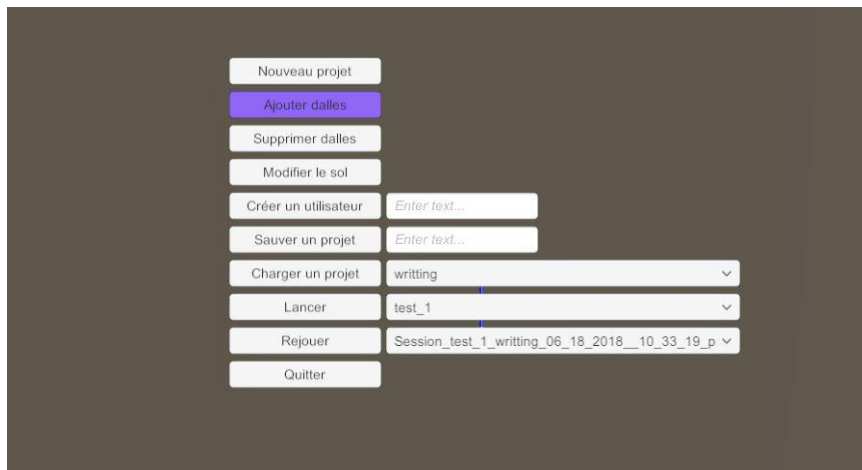 Nouveau projet
Ajouter dalles
Supprimer dalles
Modifier le sol
Créer un utilisateur Enter text...
Sauver un projet Enter text...
Charger un projet writting
Lancer test_1
Rejouer Session_test_1_writting_06_18_2018__10_33_19_p
Quitter